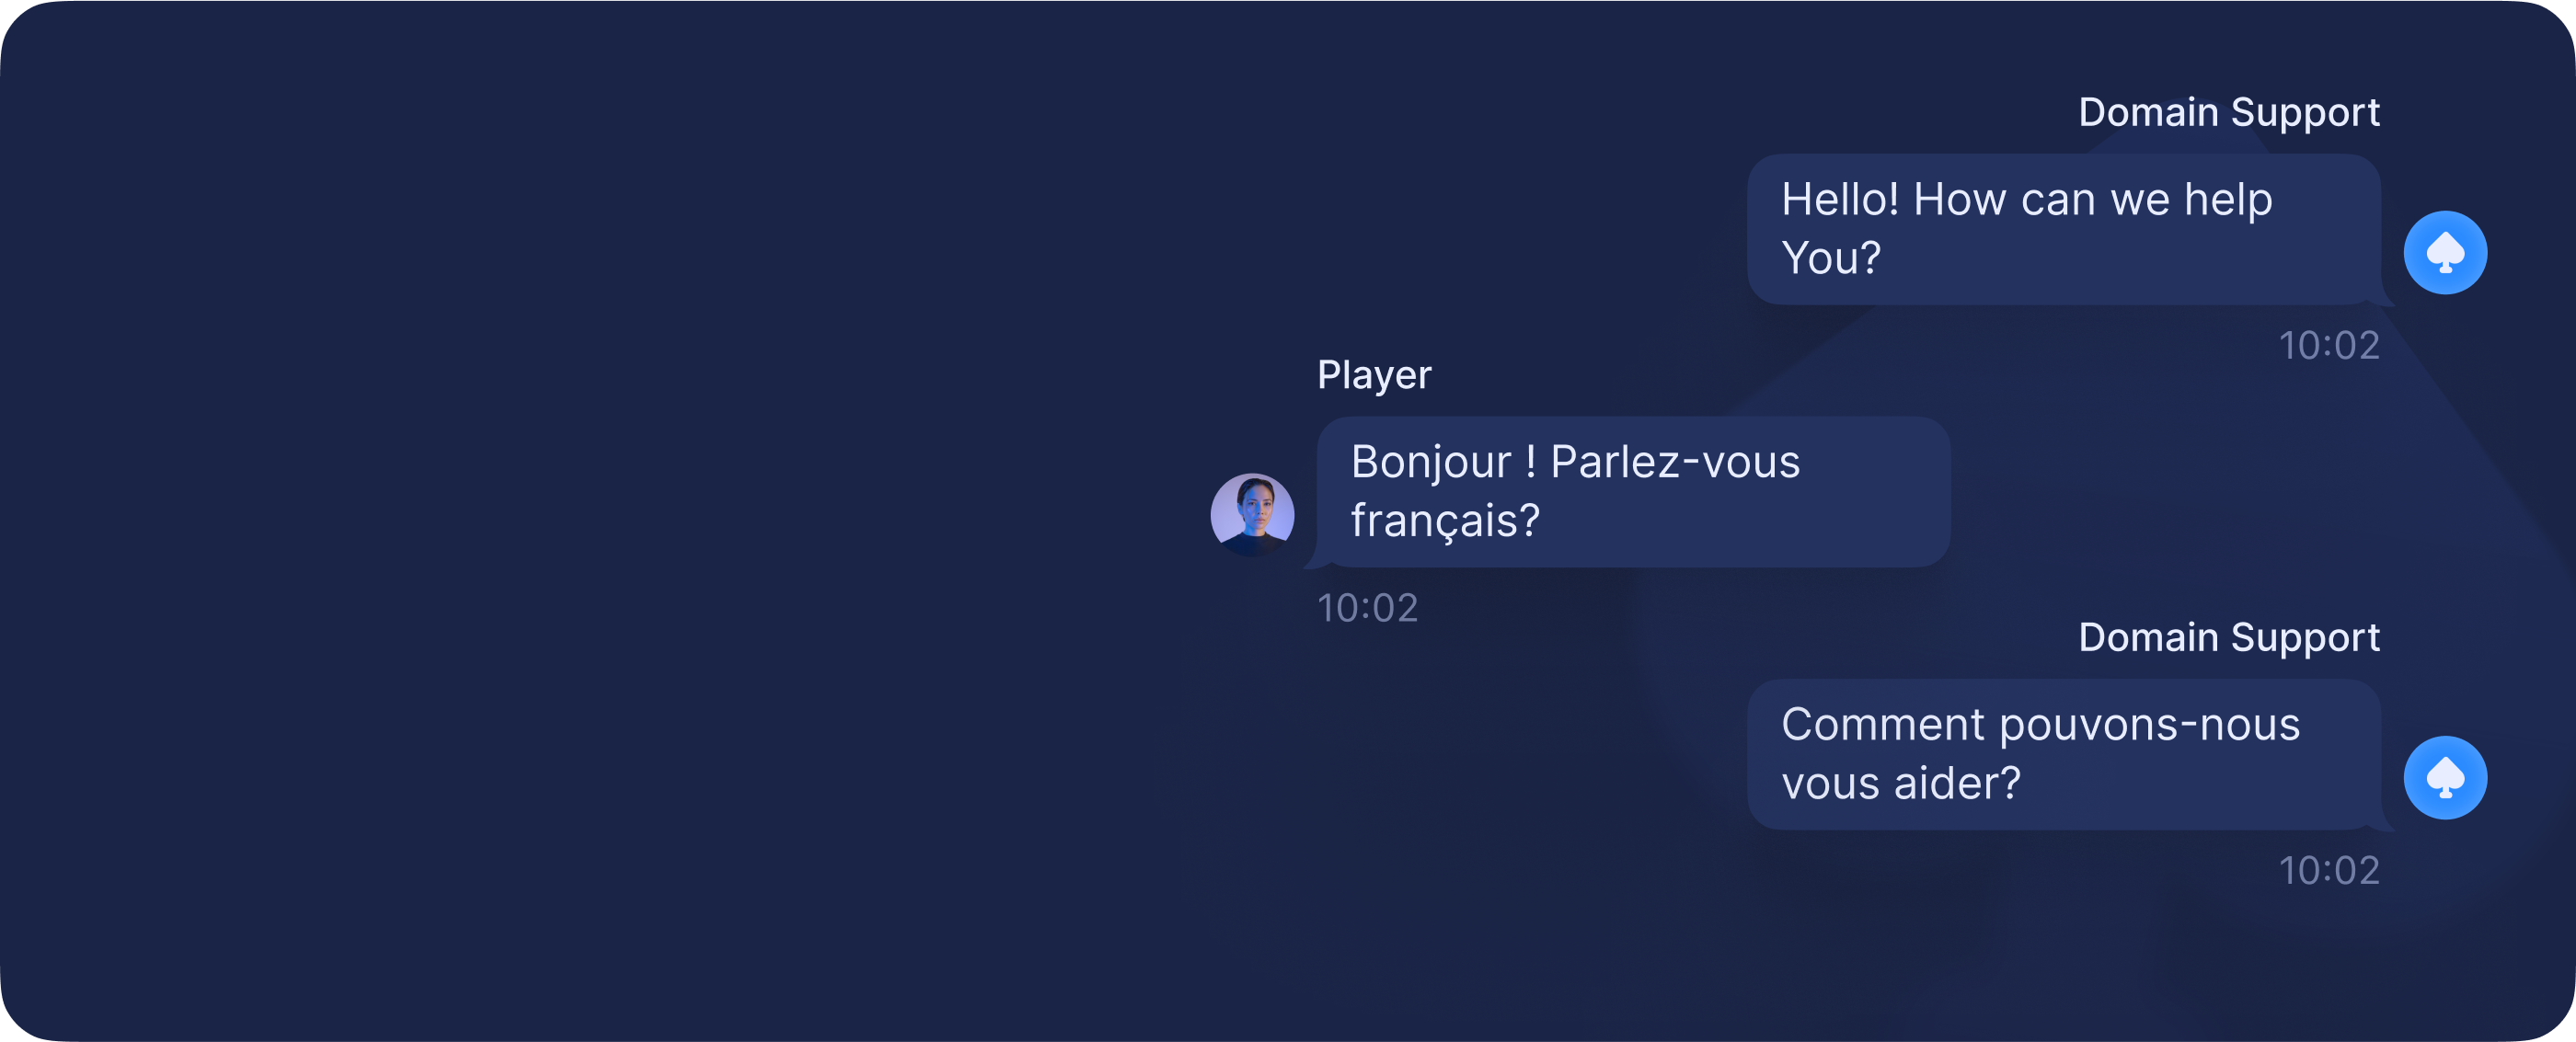 Domain Support
Hello! How can we help
You?
10:02
Player
Bonjour ! Parlez-vous
français?
10:02
Domain Support
Comment pouvons-nous
vous aider?
10:02